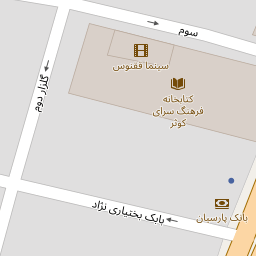 سوم
سینما ققنوس
کتابخانه
فرهنگ سرای
کوثر
گلزار دوم
بانک پارسیان
بابک بختیاری نژاد